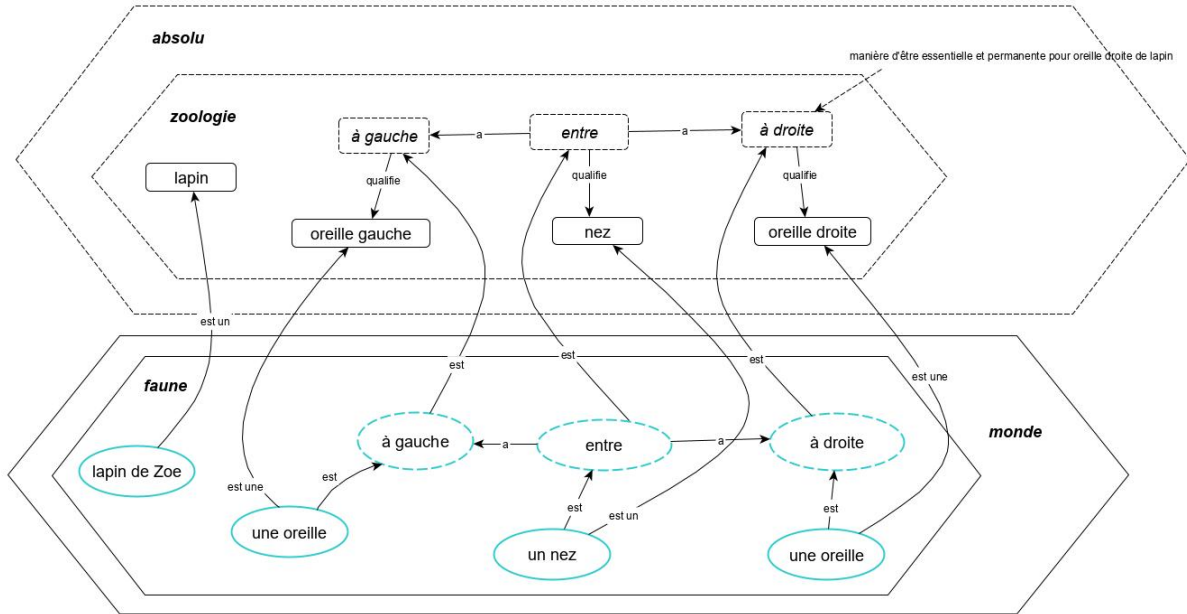 absolu
manière d'être essentielle et permanente pour oreille droite de lapin
zoologie
à gauche
a
entre
a
à droite
lapin
qualifie
qualifie
qualifie
oreille gauche
nez
oreille droite
est un
est
est
est
est une
faune
monde
à gauche
a
entre
a
à droite
lapin de Zoe
est
est une
est
est un
est
une oreille
un nez
une oreille